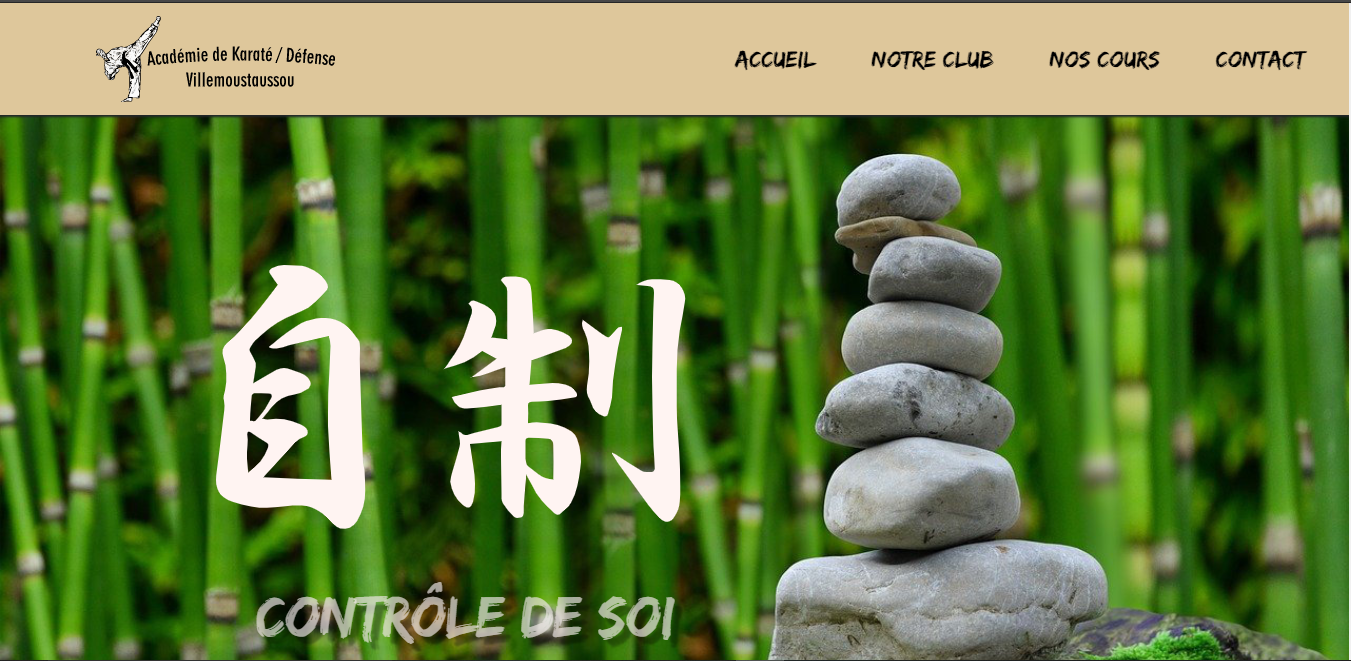 Académie de Karaté / Défense
Villemoustaussou
ACCUEIL
NOTRE CLUB
NOS COURS
CONTACT
自制
CONTRÔLE DE SOI